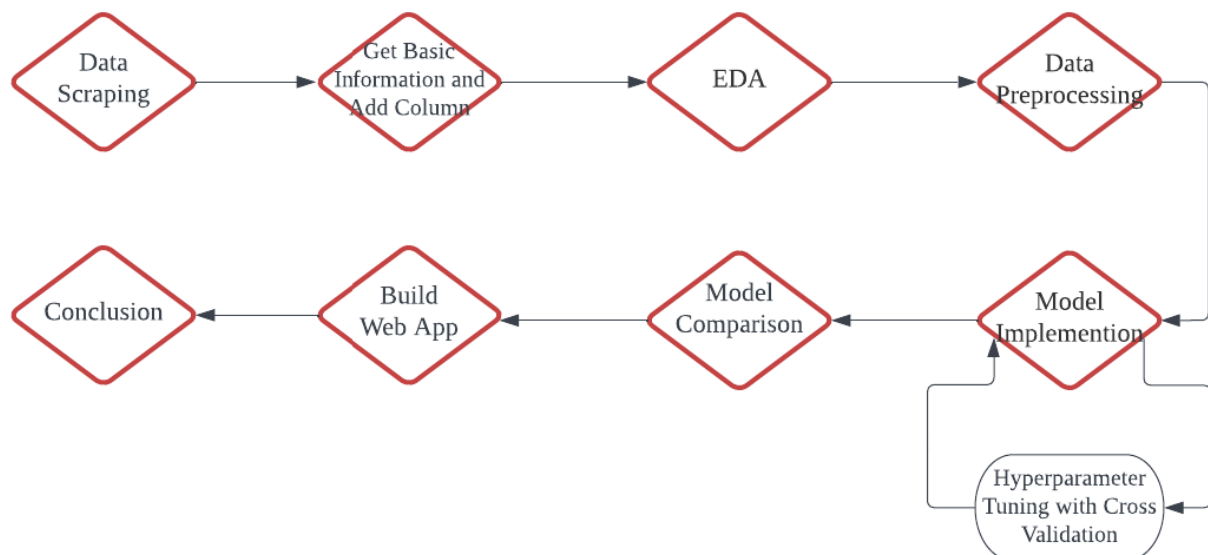 Data
Scraping
Get Basic
Information and
Add Column
EDA
Data
Preprocessing
Conclusion
Build
Web App
Model
Comparison
Model
Implemention
Hyperparameter
Tuning with Cross
Validation